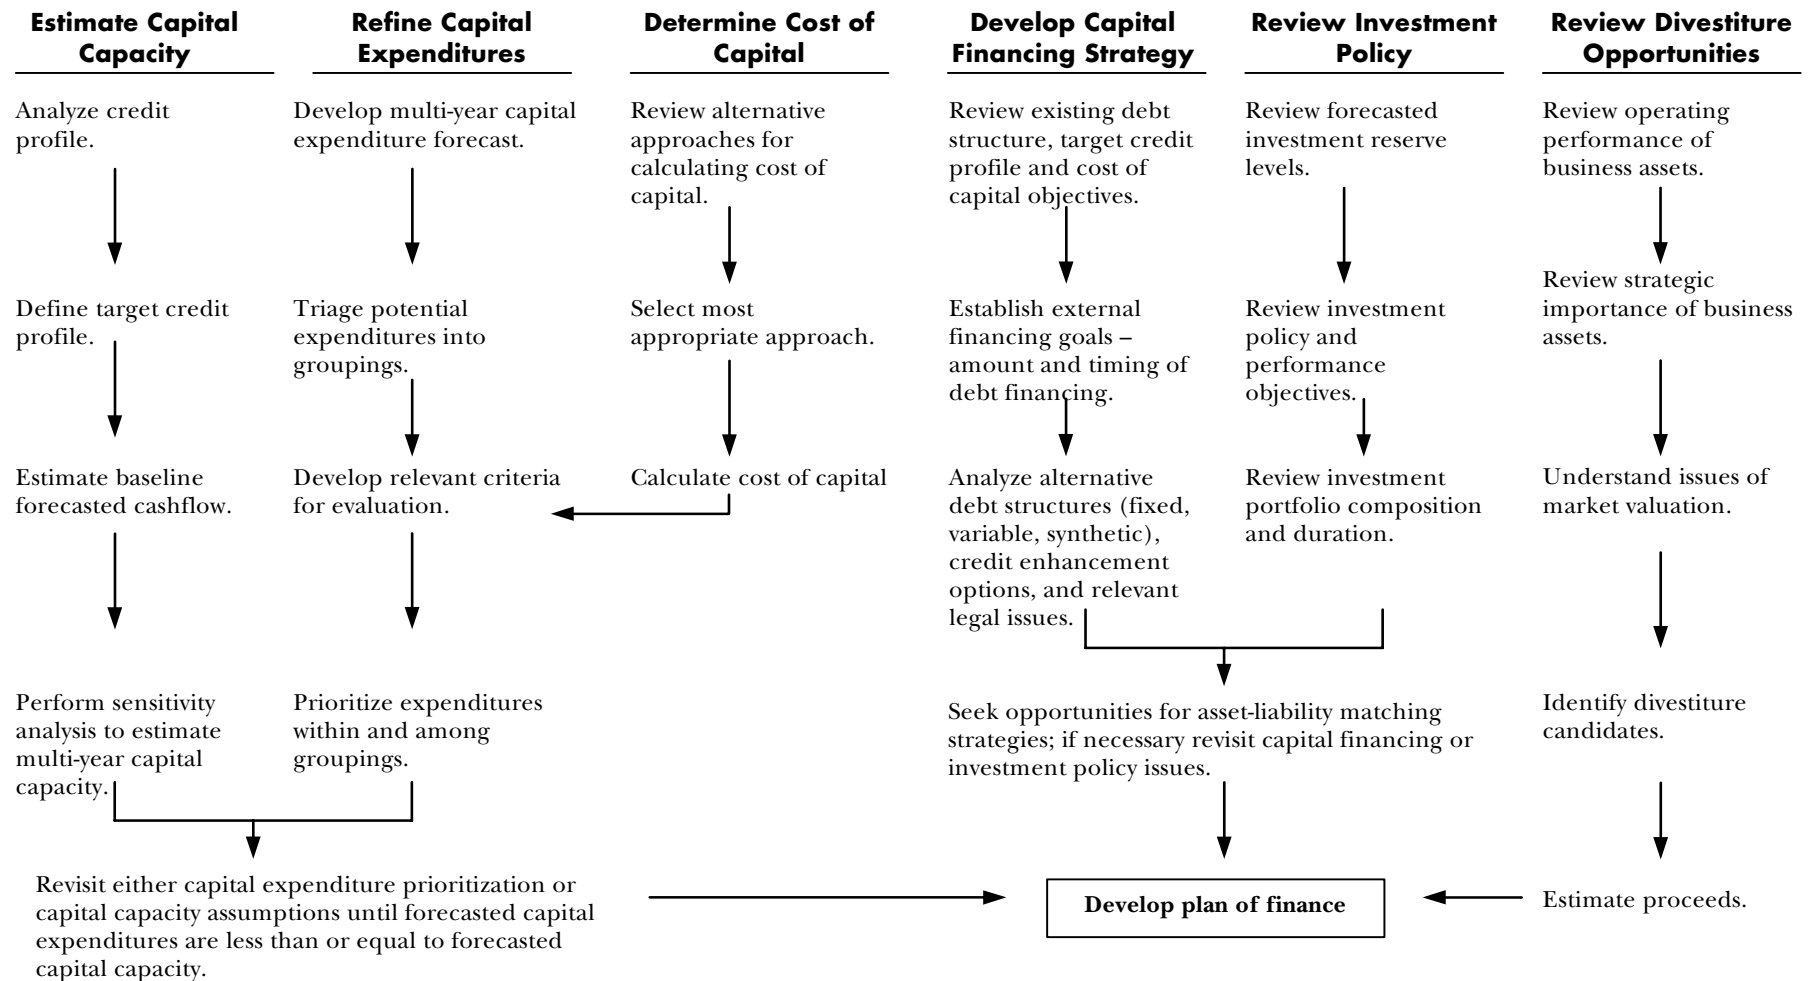 Estimate Capital
Capacity
Analyze credit
profile.
Define target credit
profile.
Estimate baseline
forecasted cashflow.
Perform sensitivity
analysis to estimate
multi-year capital
capacity.
Refine Capital
Expenditures
Develop multi-year capital
expenditure forecast.
Triage potential
expenditures into
groupings.
Develop relevant criteria
for evaluation.
Prioritize expenditures
within and among
groupings.
Revisit either capital expenditure prioritization or
capital capacity assumptions until forecasted capital
expenditures are less than or equal to forecasted
capital capacity.
Determine Cost of
Capital
Review alternative
approaches for
calculating cost of
capital.
Select most
appropriate approach.
Calculate cost of capital
Develop Capital
Financing Strategy
Review existing debt
structure, target credit
profile and cost of
capital objectives.
Establish external
financing goals –
amount and timing of
debt financing.
Analyze alternative
debt structures (fixed,
variable, synthetic),
credit enhancement
options, and relevant
legal issues.
Review Investment
Policy
Review forecasted
investment reserve
levels.
Review investment
policy and
performance
objectives.
Review investment
portfolio composition
and duration.
Seek opportunities for asset-liability matching
strategies; if necessary revisit capital financing or
investment policy issues.
Develop plan of finance
Review Divestiture
Opportunities
Review operating
performance of
business assets.
Review strategic
importance of business
assets.
Understand issues of
market valuation.
Identify divestiture
candidates.
Estimate proceeds.